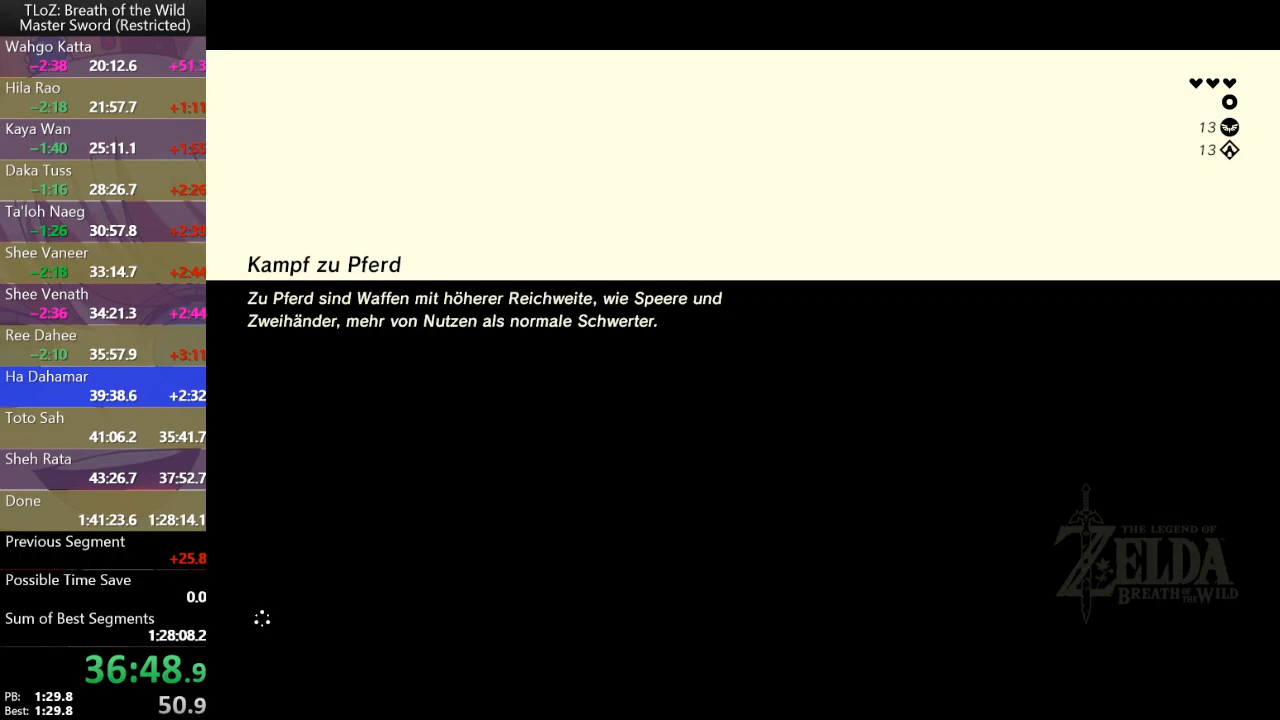 TLoZ: Breath of the Wild
Master Sword (Restricted)
Wahgo Katta
-2:38 20:12.6 +51.3
Hila Rao
-2:18 21:57.7 +1:11
Kaya Wan
-1:40 25:11.1 +1:55
Daka Tuss
-1:16 28:26.7 +2:26
Ta'loh Naeg
-1:26 30:57.8 +2:39
Shee Vaneer
-2:18 33:14.7 +2:44
Shee Venath
-2:36 34:21.3 +2:44
Ree Dahee
-2:10 35:57.9 +3:11
Ha Dahamar
39:38.6 +2:32
Toto Sah
41:06.2 35:41.7
Sheh Rata
43:26.7 37:52.7
Done
1:41:23.6 1:28:14.1
Previous Segment
+25.8
Possible Time Save
0.0
Sum of Best Segments
1:28:08.2
36:48.9
PB: 1:29.8
Best: 1:29.8
50.9
13
13
Kampf zu Pferd
Zu Pferd sind Waffen mit höherer Reichweite, wie Speere und
Zweihänder, mehr von Nutzen als normale Schwerter.
THE LEGEND OF
ZELDA
BREATH OF THE WILD